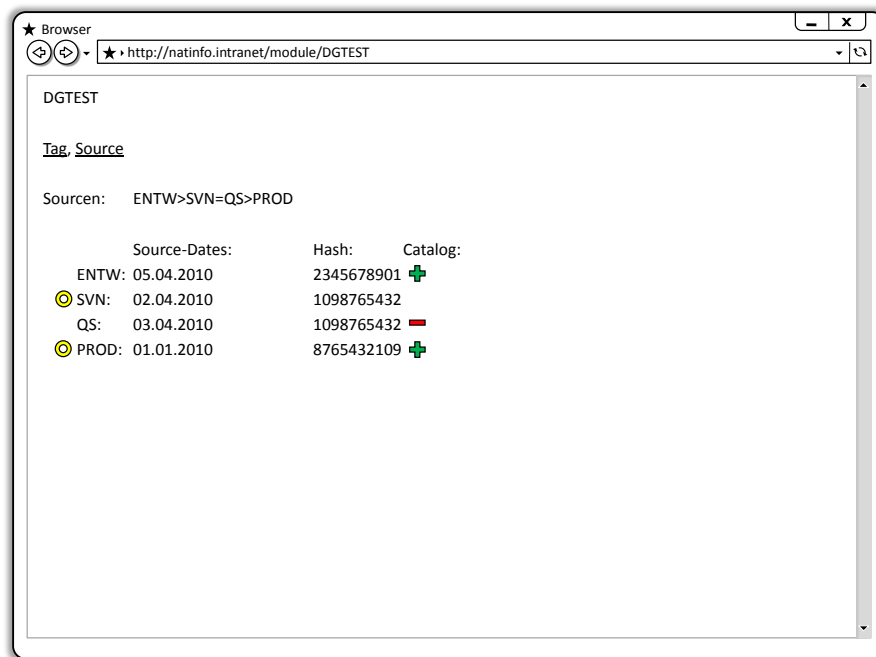 Browser
http://natinfo.intranet/module/DGTEST
DGTEST
Tag, Source
Sourcen: ENTW>SVN=QS>PROD
Source-Dates: Hash: Catalog:
ENTW: 05.04.2010 2345678901
SVN: 02.04.2010 1098765432
QS: 03.04.2010 1098765432
PROD: 01.01.2010 8765432109